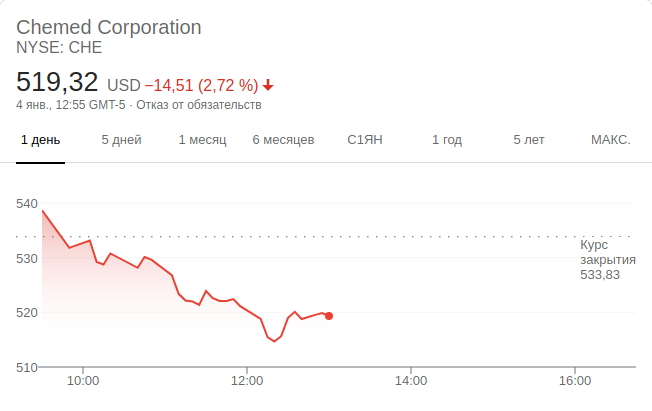 Chemed Corporation
NYSE: CHE
519,32 USD −14,51 (2,72 %)
4 янв., 12:55 GMT-5 · Отказ от обязательств
1 день 5 дней 1 месяц 6 месяцев С1ЯН 1 год 5 лет МАКС.
540
530
520
510
Курс
закрытия
533,83
10:00 12:00 14:00 16:00